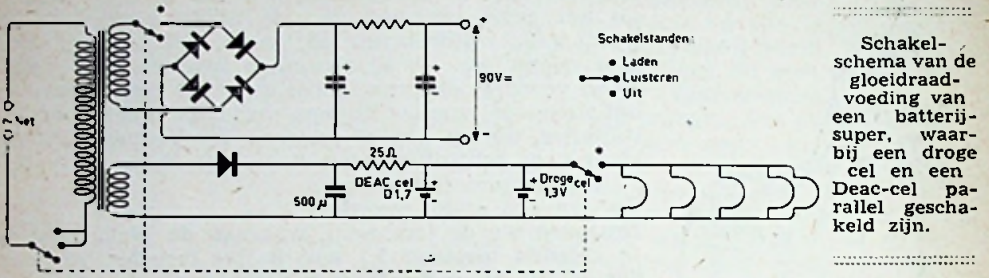 +
90V=
-
Schakelstanden:
• Laden
Luisteren
• Uit
25Ω
DEAC cel
D1,7
500 μ
Droge cel
1,3V
Schakel-
schema van de
gloeidraad-
voeding van
een batterij-
super, waar-
bij een droge
cel en een
Deac-cel pa-
rallel gescha-
keld zijn.